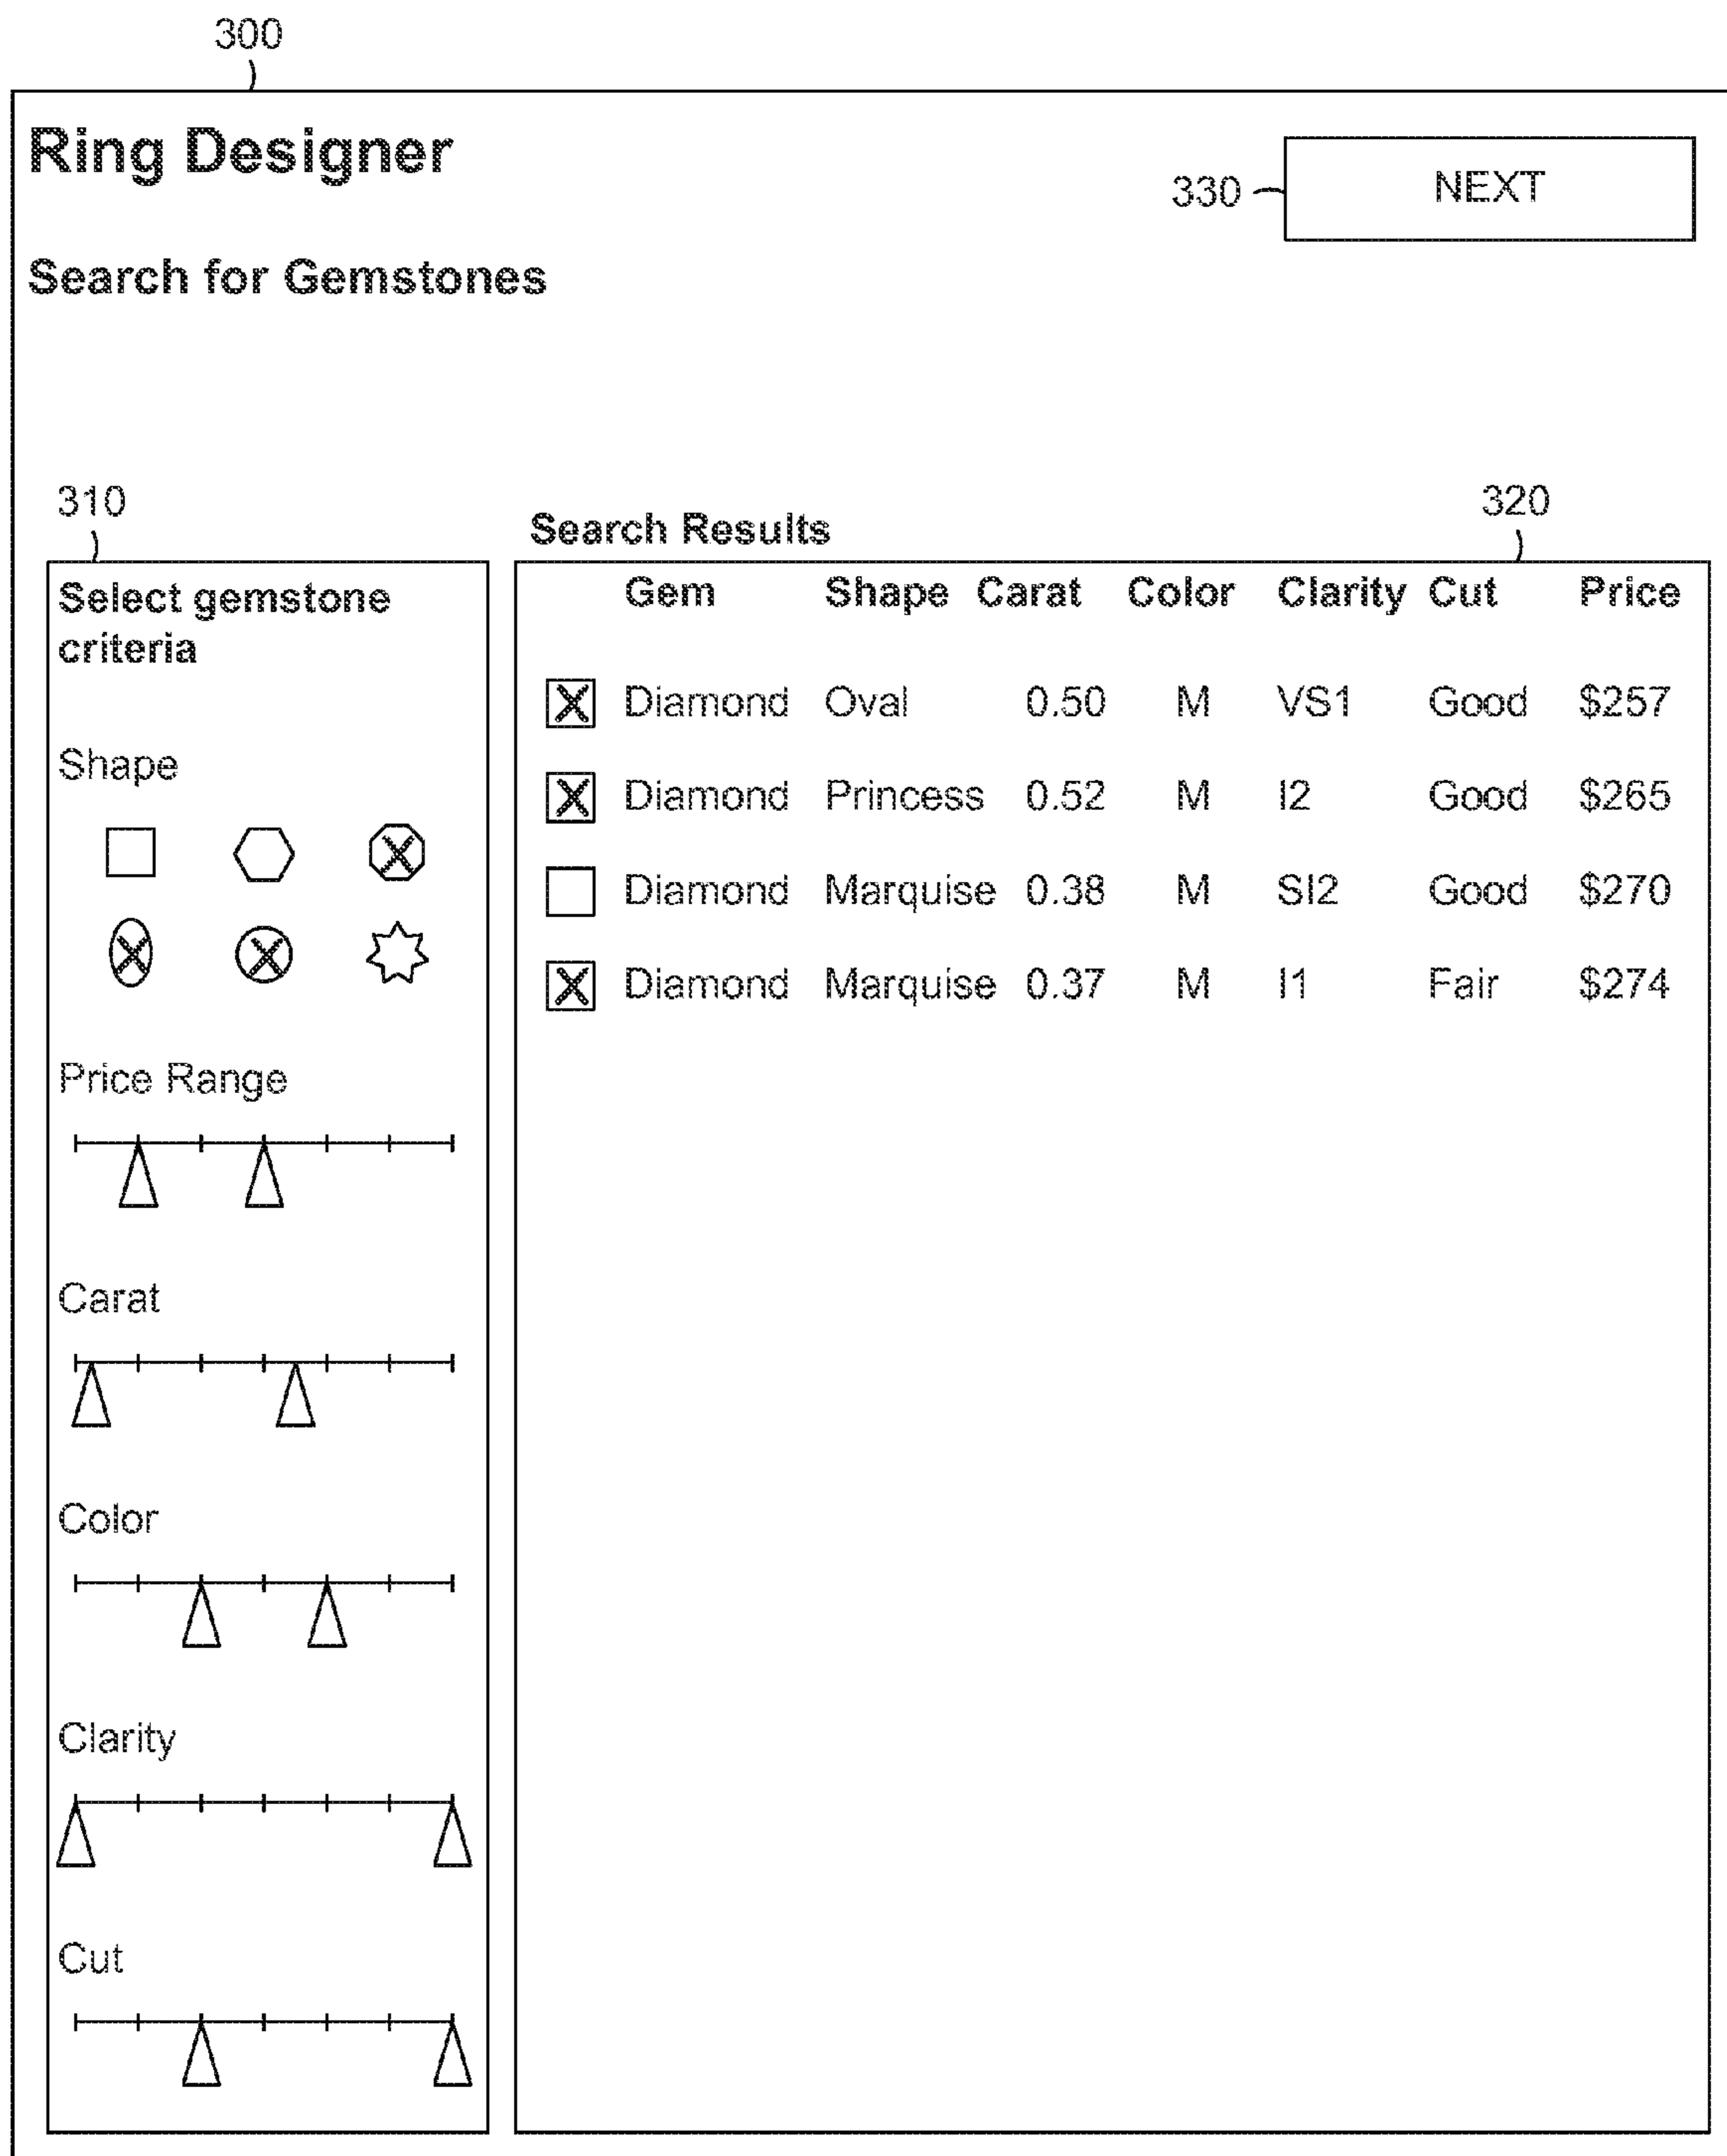 300
Ring Designer
330
NEXT
Search for Gemstones
310
Search Results
320
Select gemstone
criteria
Shape
Price Range
Carat
Color
Clarity
Cut
Gem Shape Carat Color Clarity Cut Price
Diamond Oval 0.50 M VS1 Good $257
Diamond Princess 0.52 M I2 Good $265
Diamond Marquise 0.38 M SI2 Good $270
Diamond Marquise 0.37 M I1 Fair $274